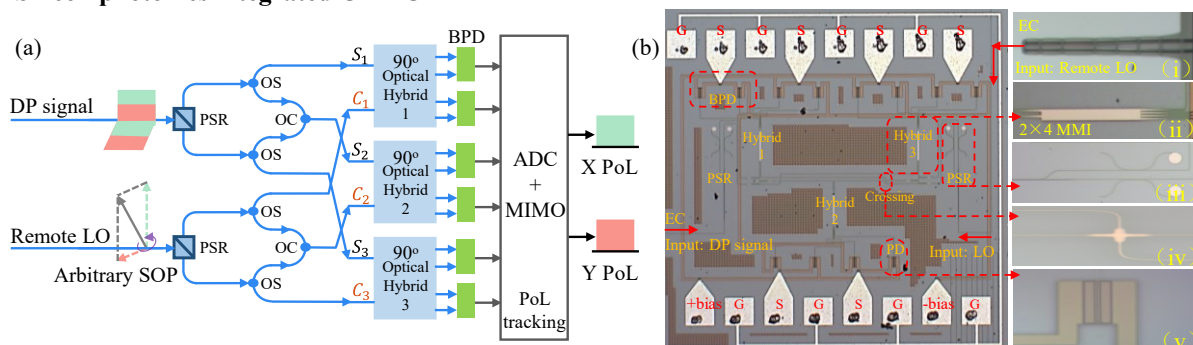 (a)
DP signal
PSR
OS
OS
OC
S₁
C₁
S₂
C₂
S₃
C₃
90º
Optical
Hybrid
1
90º
Optical
Hybrid
2
90º
Optical
Hybrid
3
BPD
ADC
+
MIMO
PoL
tracking
X PoL
Y PoL
Remote LO
Arbitrary SOP
PSR
OS
OS
OC
(b)
G S G S G S G S
BPD
Hybrid
1
Hybrid
3
PSR
PSR
Crossing
Hybrid
2
EC
Input: DP signal
PD
Input: LO
+bias G S G S G -bias G
EC
Input: Remote LO
(i)
2×4 MMI
(ii)
(iii)
(iv)
(v)